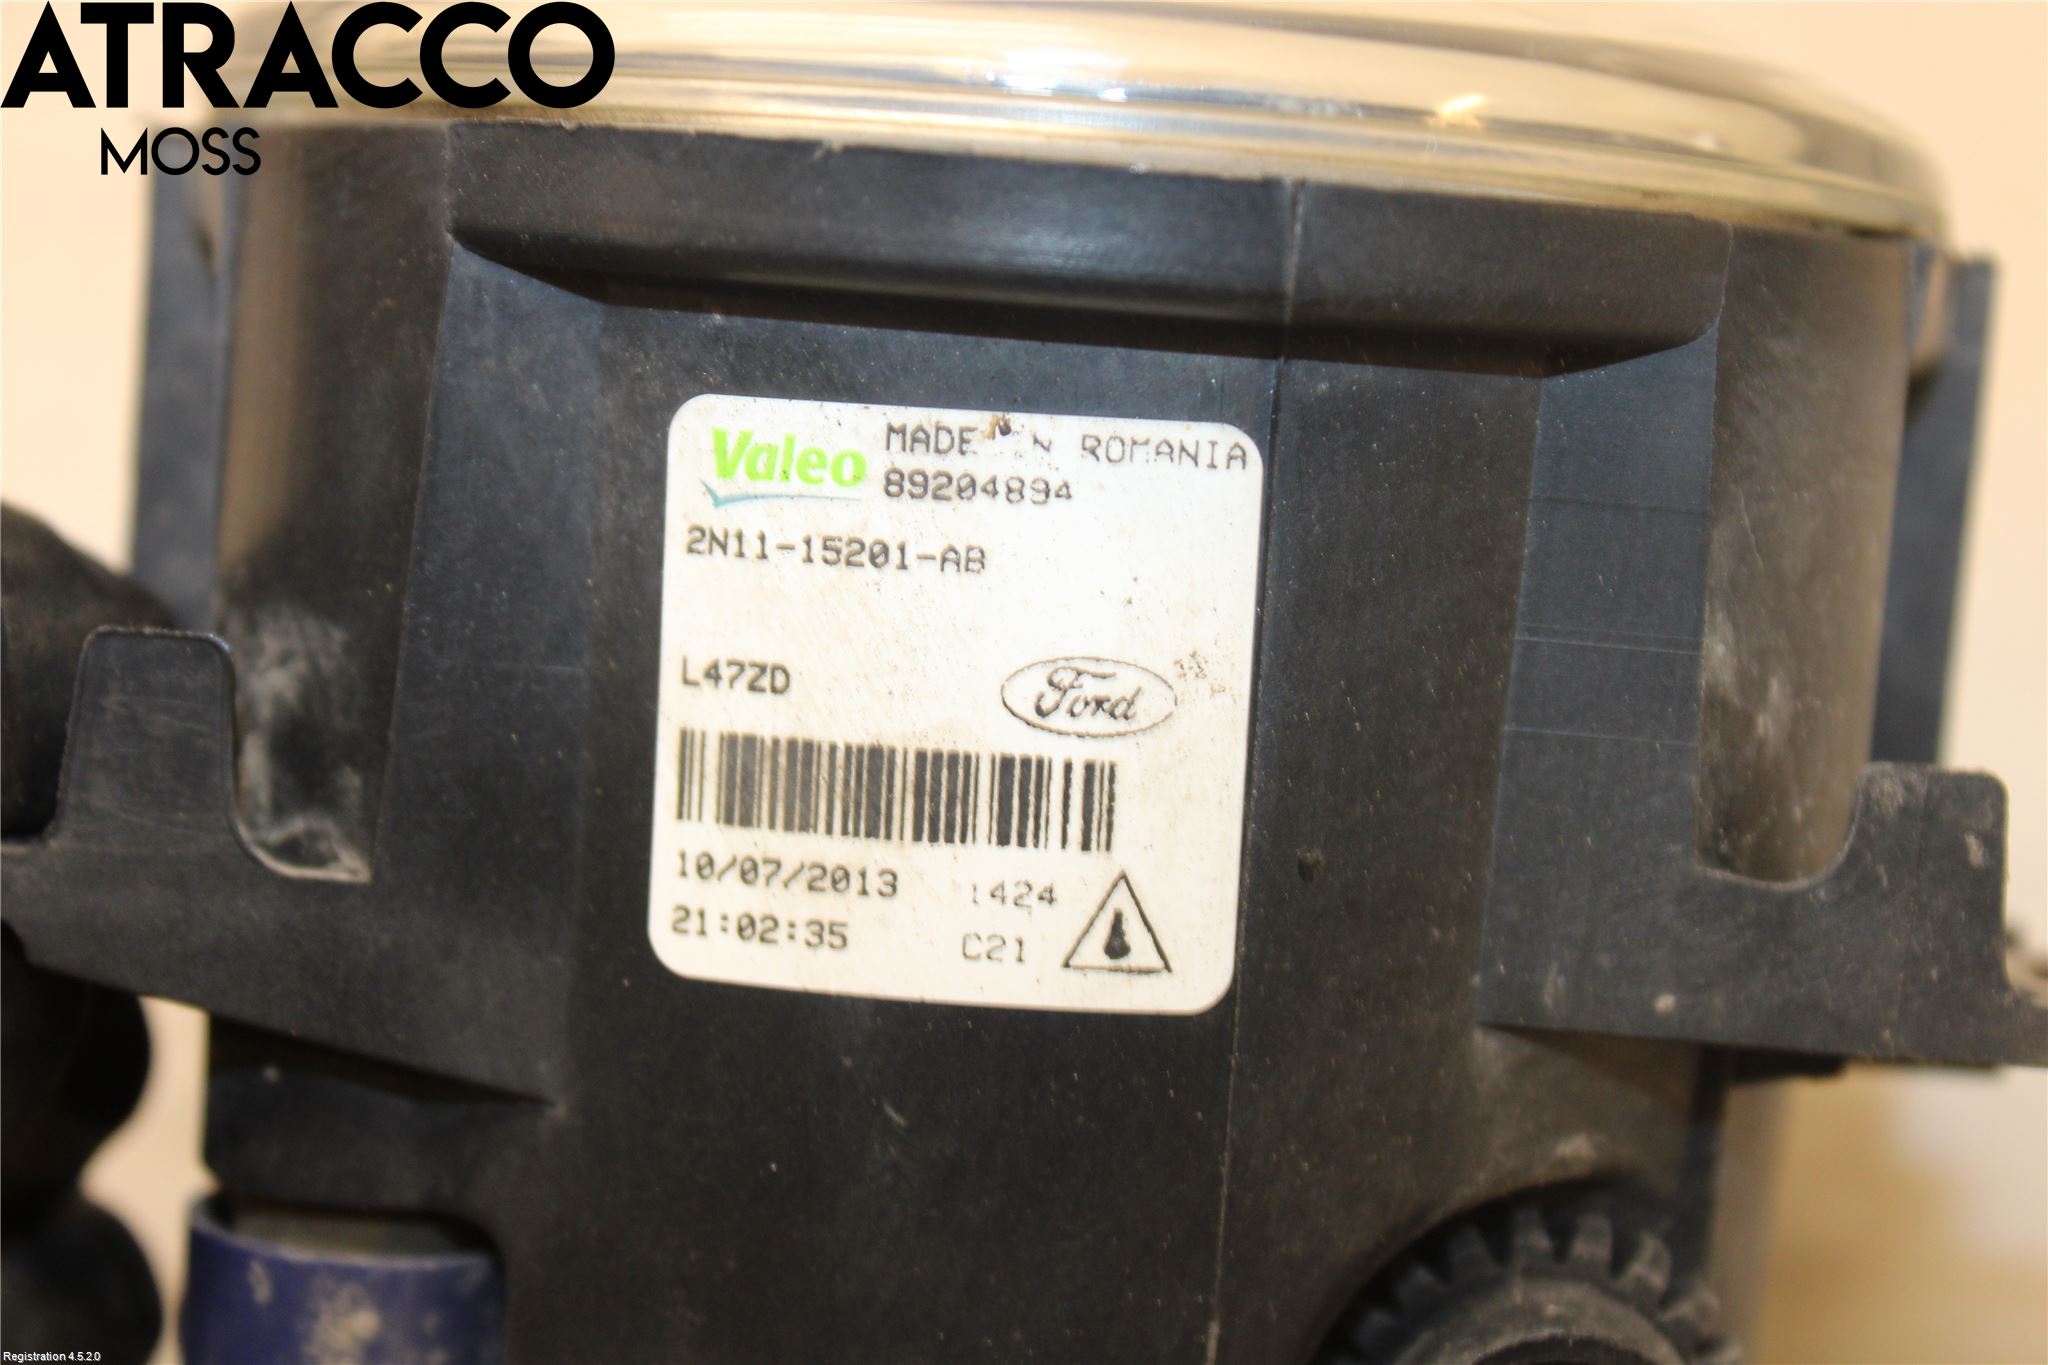 ATRACCO
MOSS
Valeo
MADE IN ROMANIA
89204894
2N11-15201-AB
L47ZD
Ford
10/07/2013
1424
21:02:35
C21
Registration 4.5.2.0